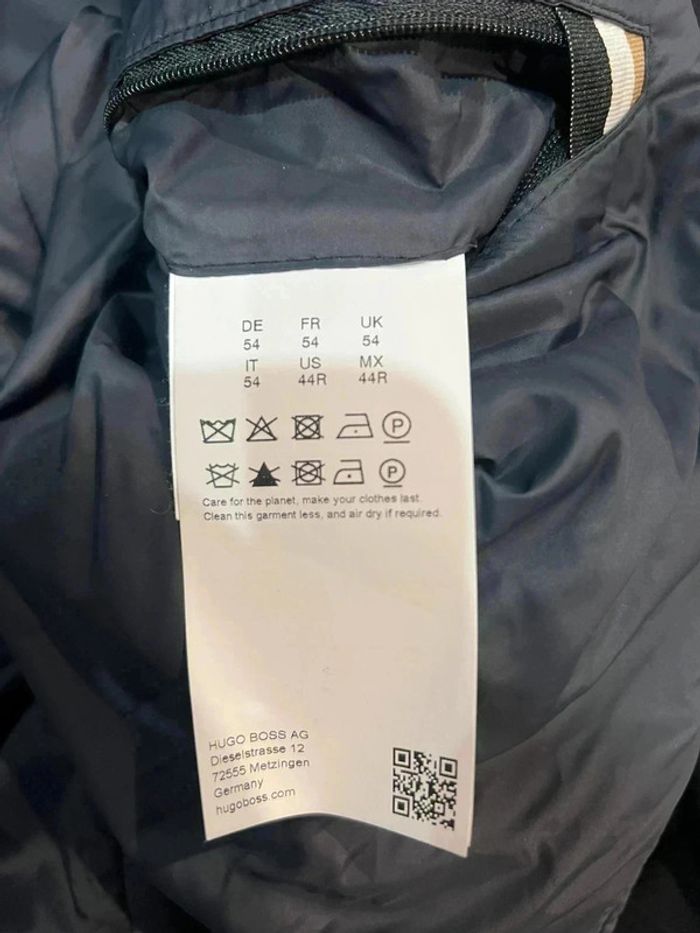 DE FR UK
54 54 54
IT US MX
54 44R 44R
P
P
Care for the planet, make your clothes last.
Clean this garment less, and air dry if required.
HUGO BOSS AG
Dieselstrasse 12
72555 Metzingen
Germany
hugoboss.com